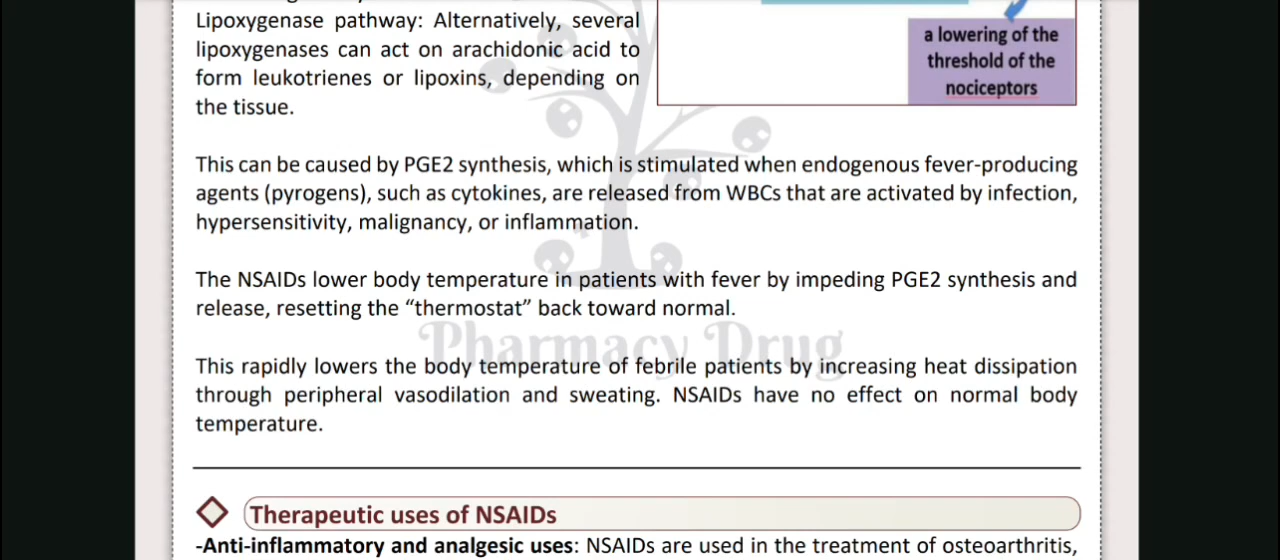 Lipoxygenase pathway: Alternatively, several
lipoxygenases can act on arachidonic acid to
form leukotrienes or lipoxins, depending on
the tissue.
a lowering of the
threshold of the
nociceptors
This can be caused by PGE2 synthesis, which is stimulated when endogenous fever-producing
agents (pyrogens), such as cytokines, are released from WBCs that are activated by infection,
hypersensitivity, malignancy, or inflammation.
The NSAIDs lower body temperature in patients with fever by impeding PGE2 synthesis and
release, resetting the “thermostat” back toward normal.
Pharmacy Drug
This rapidly lowers the body temperature of febrile patients by increasing heat dissipation
through peripheral vasodilation and sweating. NSAIDs have no effect on normal body
temperature.
Therapeutic uses of NSAIDs
-Anti-inflammatory and analgesic uses: NSAIDs are used in the treatment of osteoarthritis,